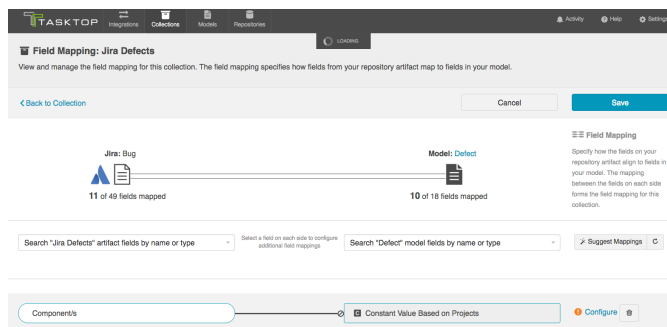 TASKTOP
Integrations
Collections
Models
Repositories
Activity
Help
Settings
LOADING
Field Mapping: Jira Defects
View and manage the field mapping for this collection. The field mapping specifies how fields from your repository artifact map to fields in your model.
Back to Collection
Cancel
Save
Field Mapping
Specify how the fields on your
repository artifact align to fields in
your model. The mapping
between the fields on each side
forms the field mapping for this
collection.
Jira: Bug
Model: Defect
11 of 49 fields mapped
10 of 18 fields mapped
Search "Jira Defects" artifact fields by name or type
Select a field on each side to configure
additional field mappings
Search "Defect" model fields by name or type
Suggest Mappings
Component/s
C Constant Value Based on Projects
Configure